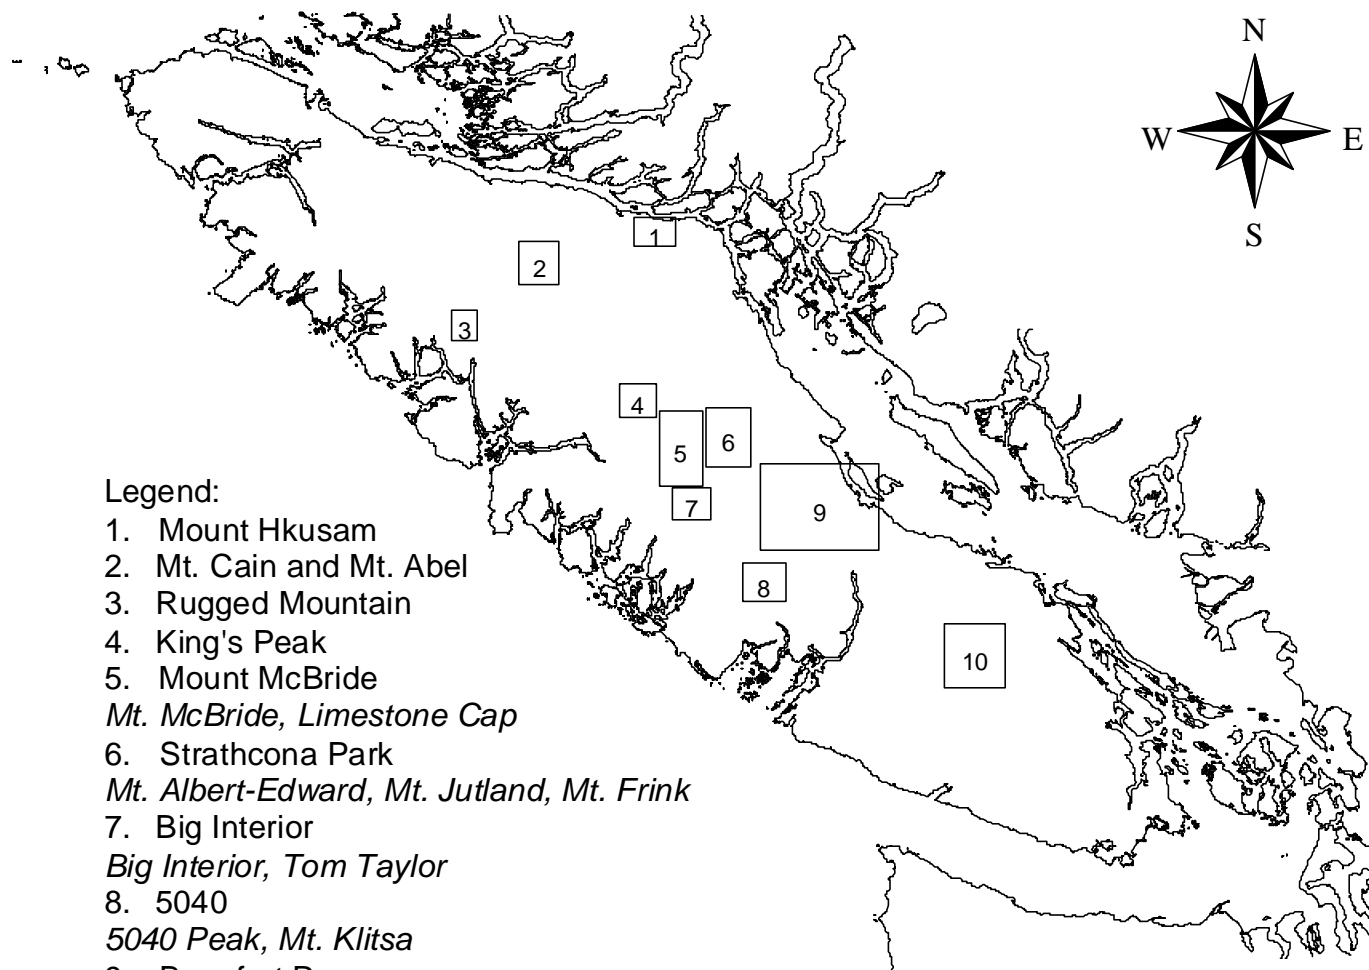 N
W E
S
1
2
3
4
5
6
7
8
9
10
Legend:
1. Mount Hkusam
2. Mt. Cain and Mt. Abel
3. Rugged Mountain
4. King's Peak
5. Mount McBride
Mt. McBride, Limestone Cap
6. Strathcona Park
Mt. Albert-Edward, Mt. Jutland, Mt. Frink
7. Big Interior
Big Interior, Tom Taylor
8. 5040
5040 Peak, Mt. Klitsa